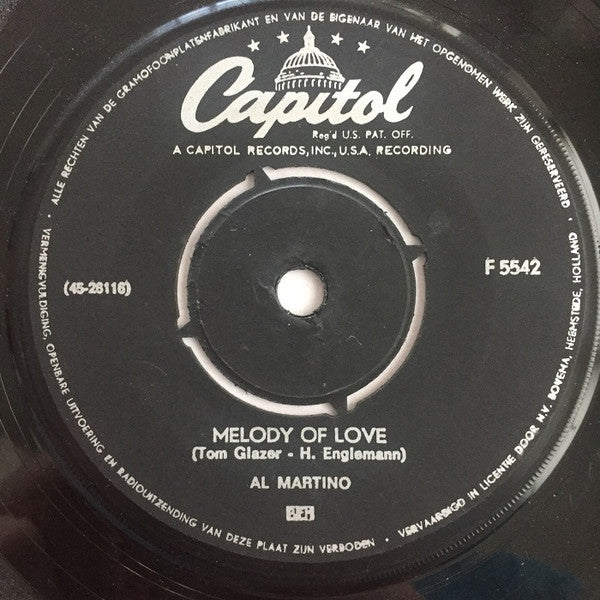 ALLE RECHTEN VAN DE GRAMOFOONPLATENFABRIKANT EN VAN DE EIGENAAR VAN HET OPGENOMEN WERK ZIJN GERESERVEERD •
Capitol
Reg'd U.S. PAT. OFF.
A CAPITOL RECORDS, INC., U.S.A. RECORDING
(45-26116)
F 5542
MELODY OF LOVE
(Tom Glazer - H. Englemann)
AL MARTINO
• VERMENIGVULDIGING, OPENBARE UITVOERING EN RADIOUITZENDING VAN DEZE PLAAT ZIJN VERBODEN •
VERVAARDIGD IN LICENTIE DOOR N.V. BOVEMA, HEEMSTEDE, HOLLAND